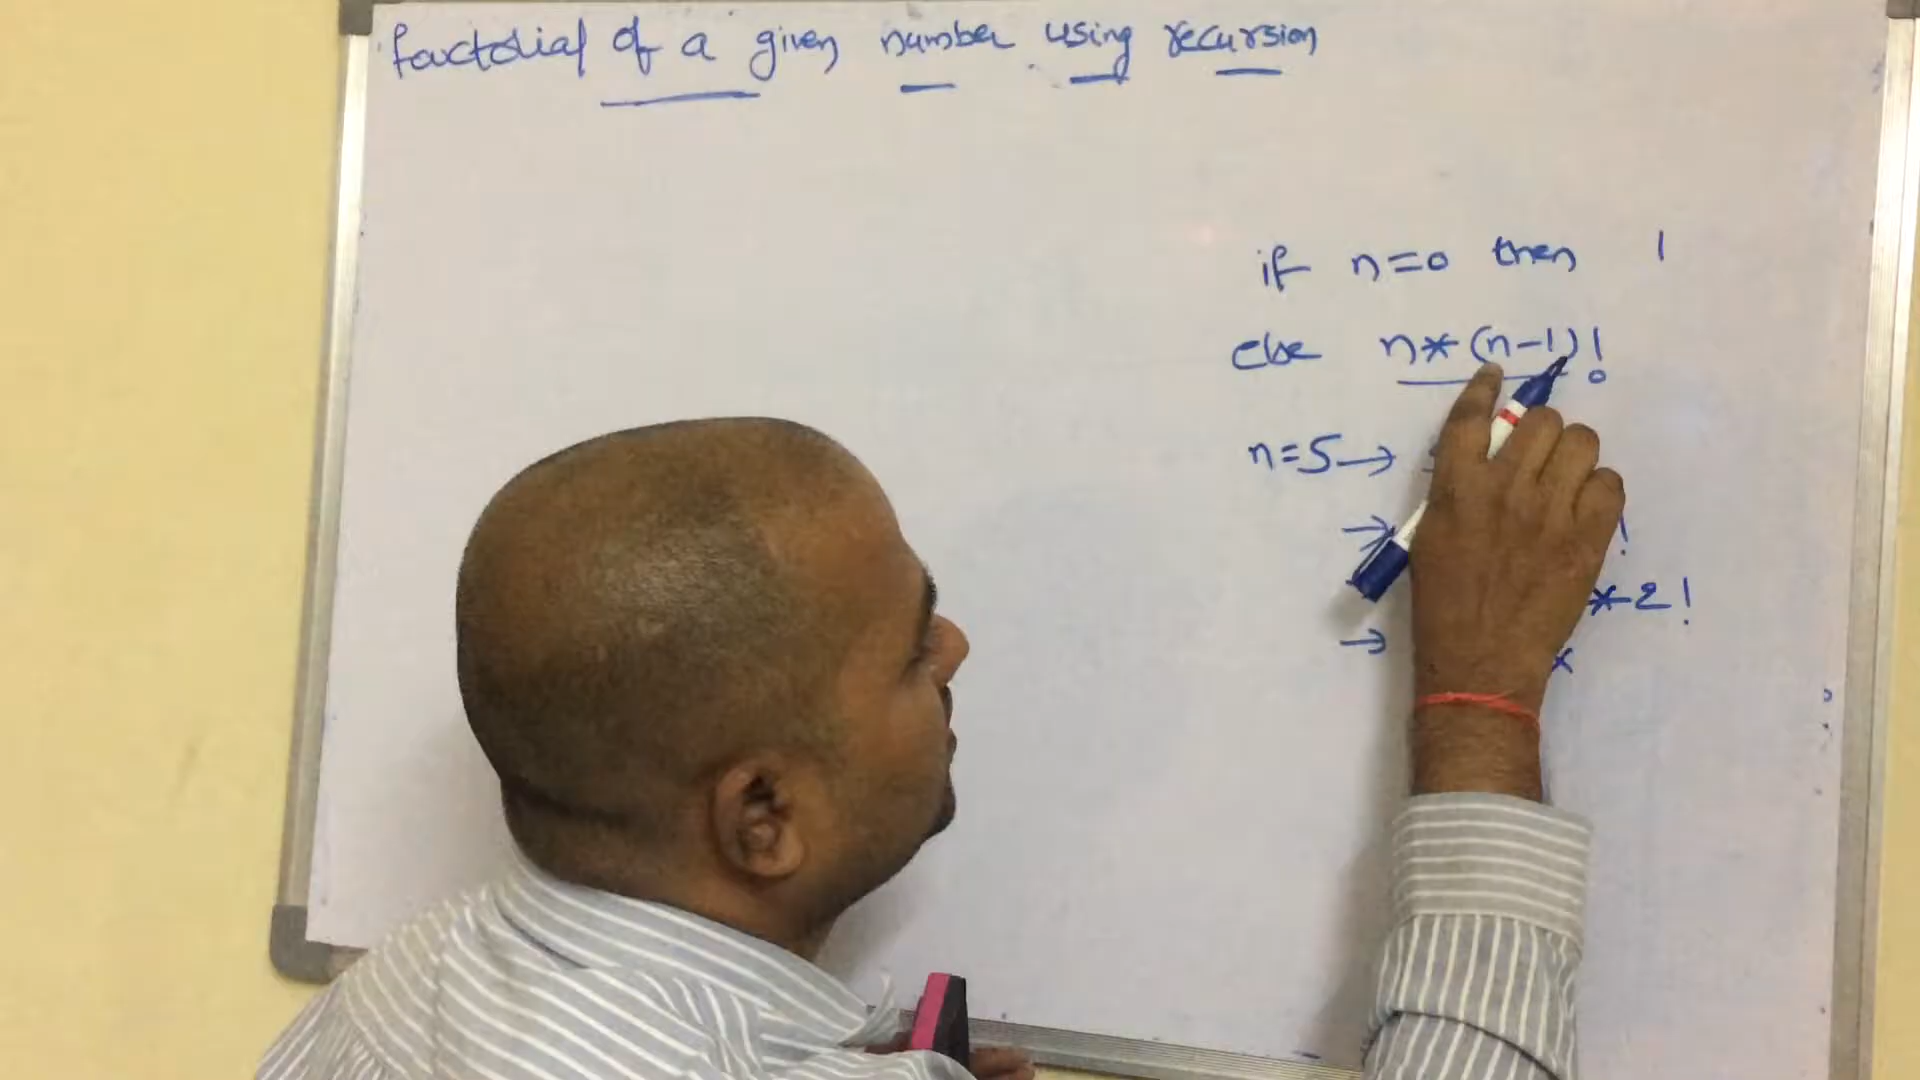 factorial of a given number using recursion
if n=0 then 1
else n*(n-1)!
n=5→
→ !
*2!
→ *